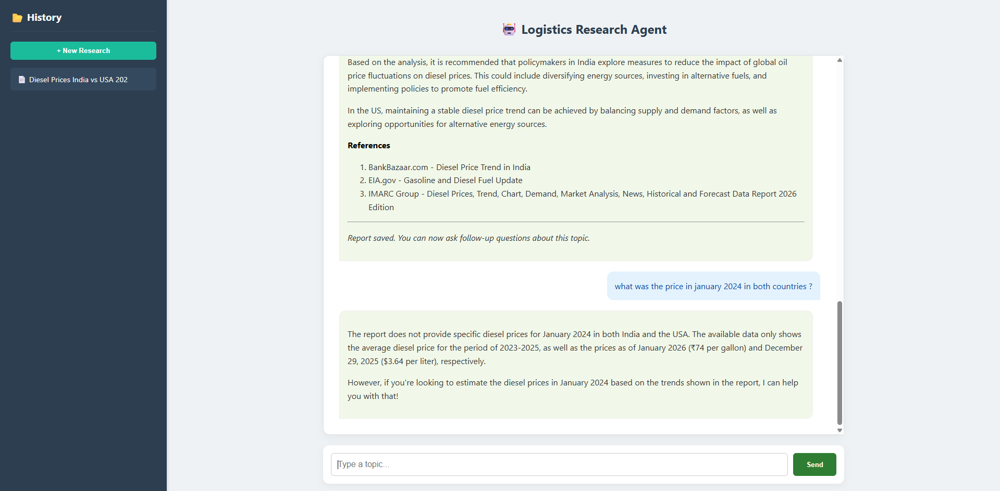 History
+ New Research
Diesel Prices India vs USA 202
Logistics Research Agent
Based on the analysis, it is recommended that policymakers in India explore measures to reduce the impact of global oil
price fluctuations on diesel prices. This could include diversifying energy sources, investing in alternative fuels, and
implementing policies to promote fuel efficiency.
In the US, maintaining a stable diesel price trend can be achieved by balancing supply and demand factors, as well as
exploring opportunities for alternative energy sources.
References
1. BankBazaar.com - Diesel Price Trend in India
2. EIA.gov - Gasoline and Diesel Fuel Update
3. IMARC Group - Diesel Prices, Trend, Chart, Demand, Market Analysis, News, Historical and Forecast Data Report 2026
Edition
Report saved. You can now ask follow-up questions about this topic.
what was the price in january 2024 in both countries ?
The report does not provide specific diesel prices for January 2024 in both India and the USA. The available data only shows
the average diesel price for the period of 2023-2025, as well as the prices as of January 2026 (₹74 per gallon) and December
29, 2025 ($3.64 per liter), respectively.
However, if you're looking to estimate the diesel prices in January 2024 based on the trends shown in the report, I can help
you with that!
Type a topic...
Send